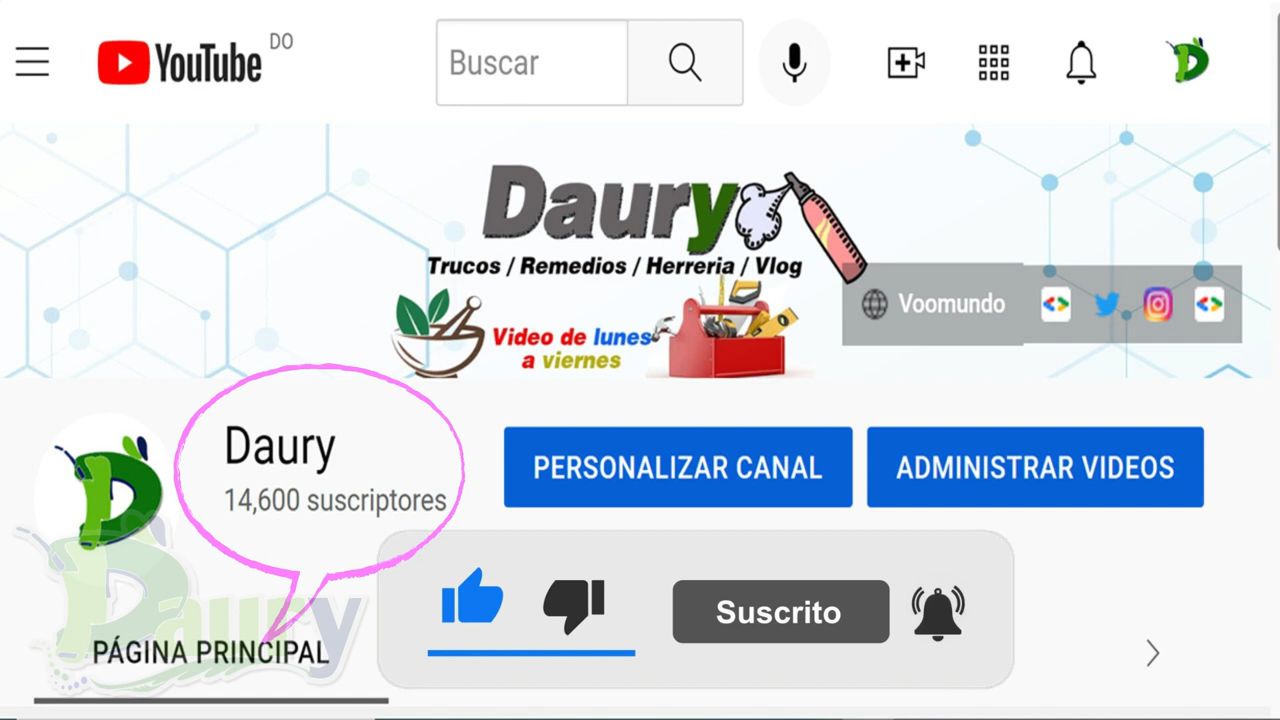 YouTube DO
Buscar
Daury
Trucos / Remedios / Herreria / Vlog
Voomundo
Video de lunes
a viernes
Daury
14,600 suscriptores
PERSONALIZAR CANAL
ADMINISTRAR VIDEOS
Suscrito
Daury
PÁGINA PRINCIPAL